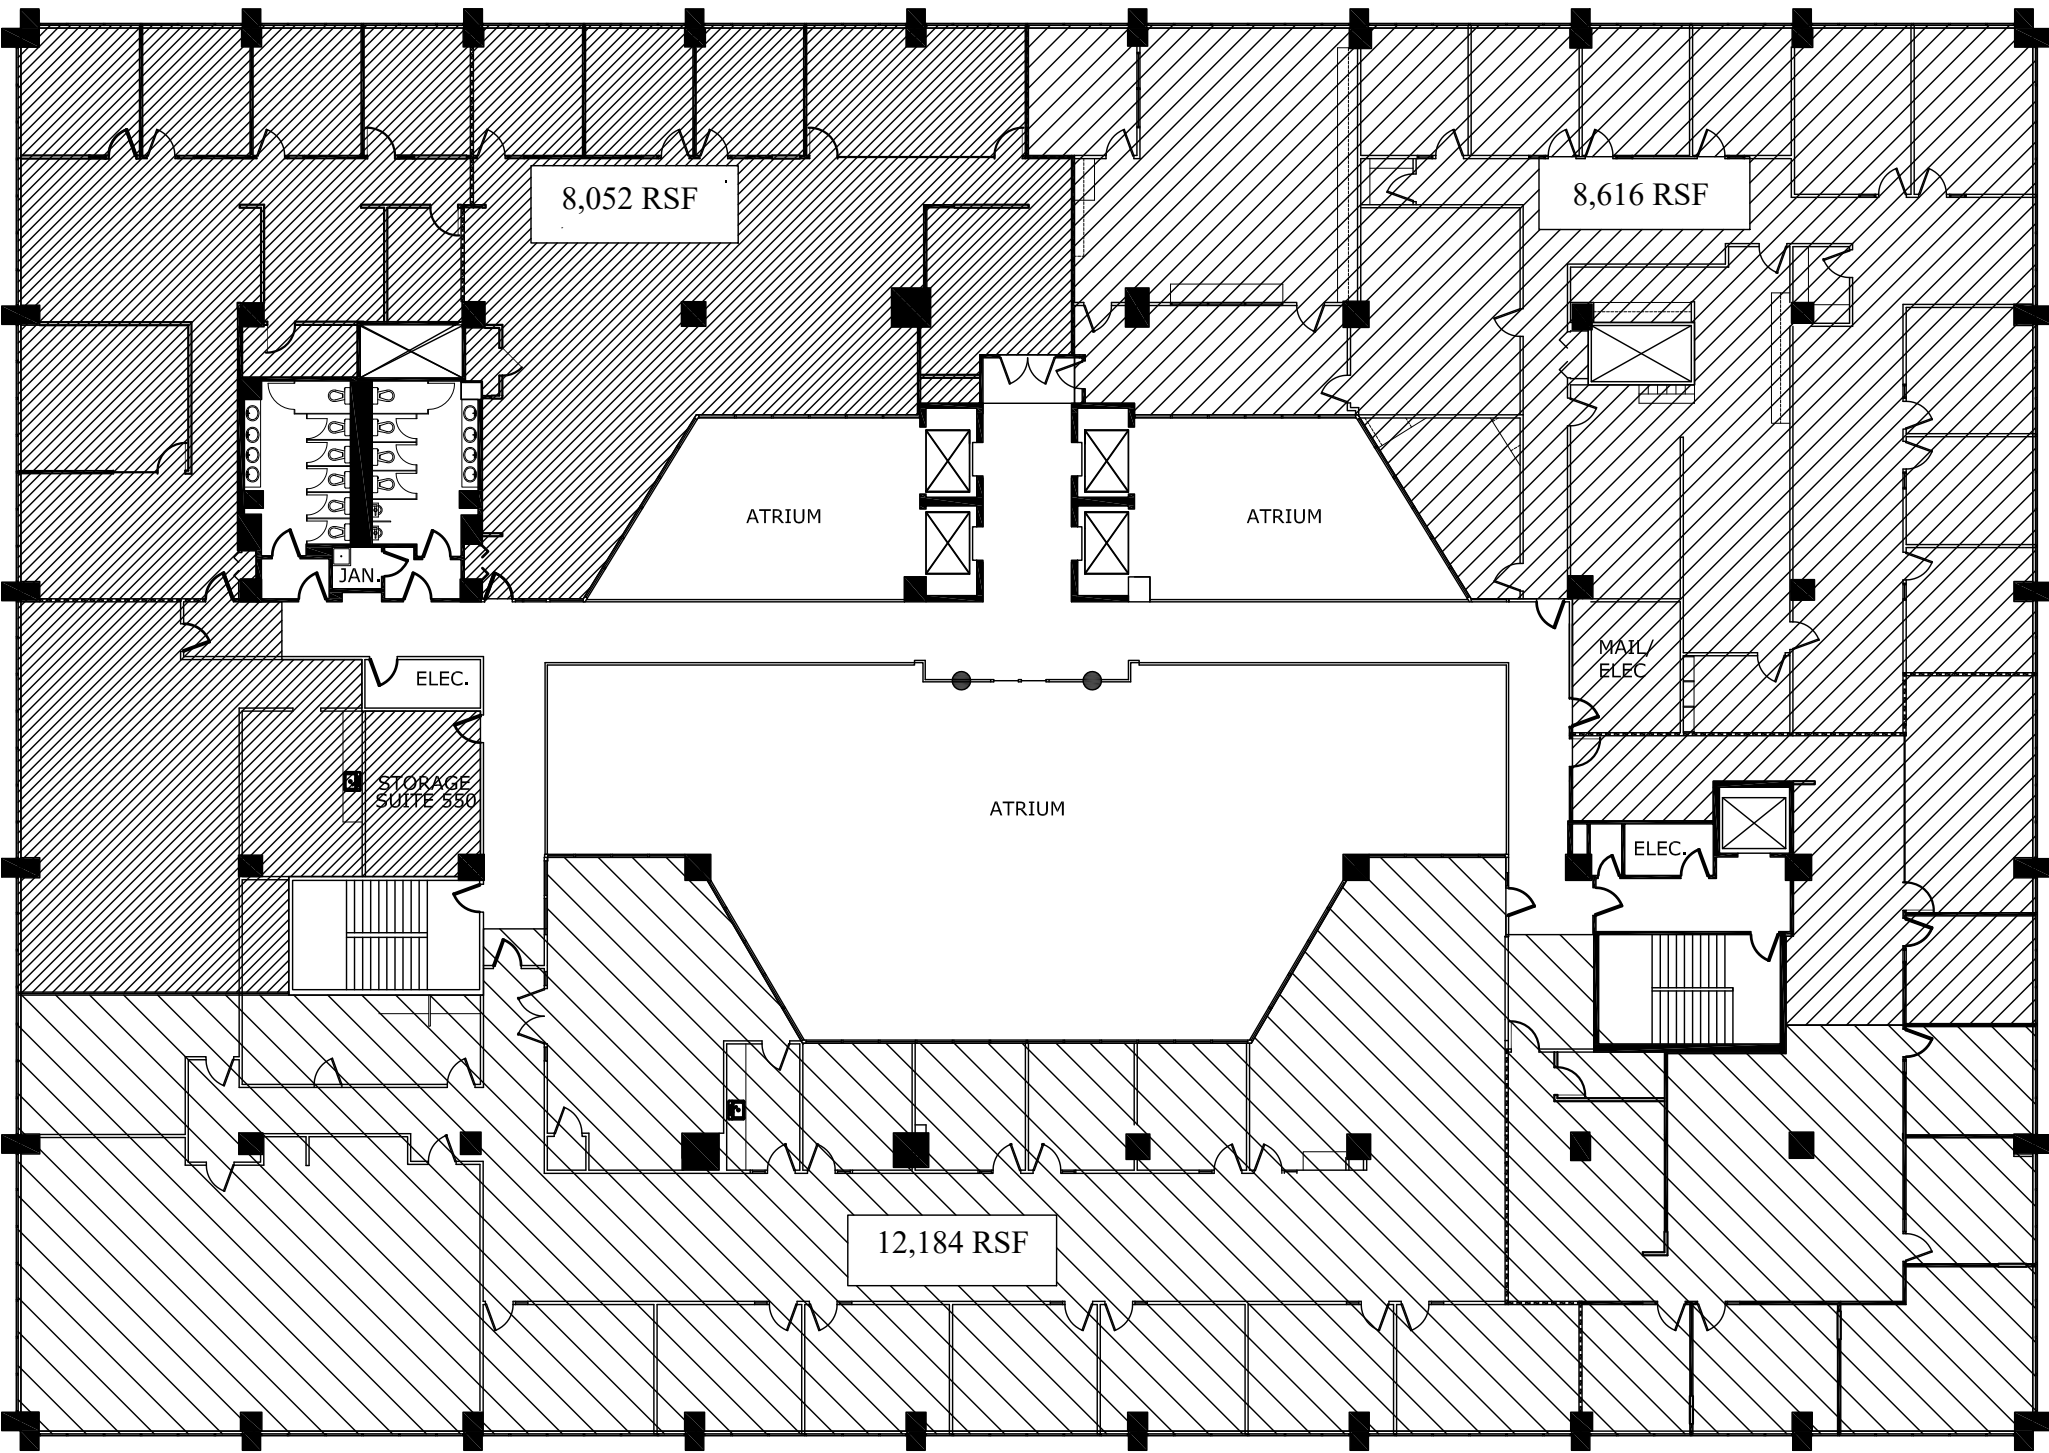 8,052 RSF
8,616 RSF
ATRIUM
ATRIUM
JAN.
MAIL/
ELEC
ELEC.
STORAGE
SUITE 550
ATRIUM
ELEC.
12,184 RSF